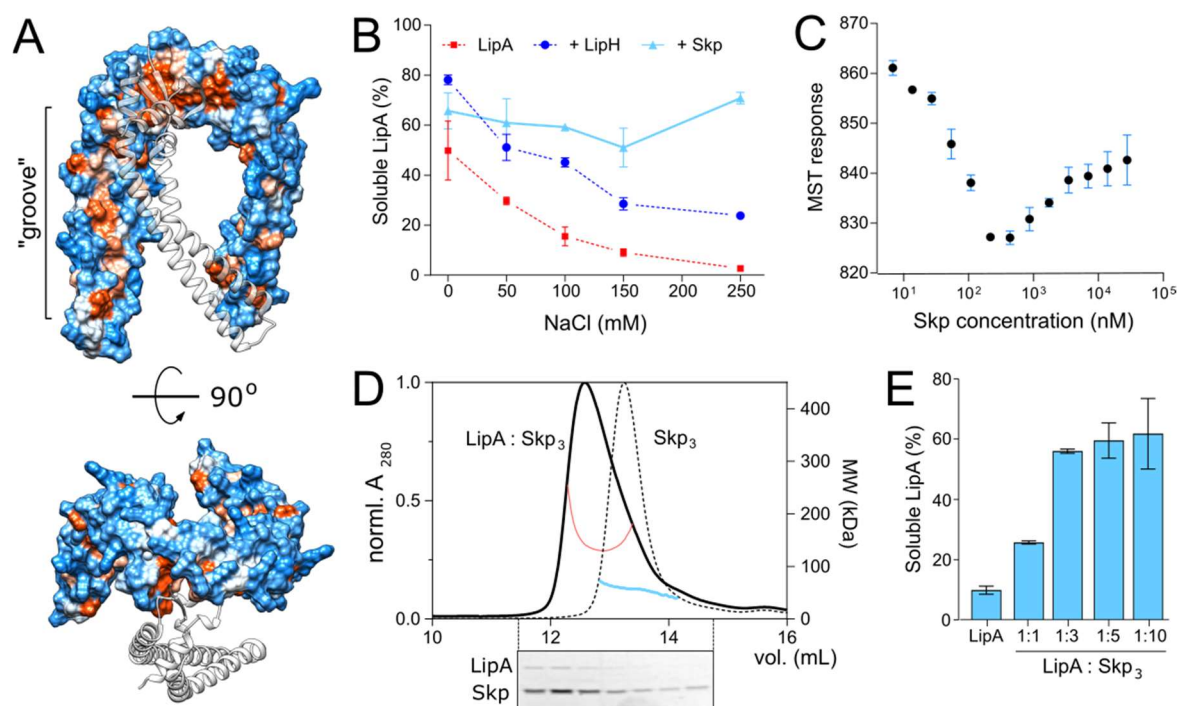 A
"groove"
90°
B
LipA + LipH + Skp
Soluble LipA (%)
100
80
60
40
20
0
0 50 100 150 200 250
NaCl (mM)
C
MST response
870
860
850
840
830
820
10¹ 10² 10³ 10⁴ 10⁵
Skp concentration (nM)
D
norml. A 280
1.0
0.5
0.0
LipA : Skp₃
Skp₃
MW (kDa)
400
300
200
100
0
10 12 14 16
vol. (mL)
LipA
Skp
E
Soluble LipA (%)
80
60
40
20
0
LipA 1:1 1:3 1:5 1:10
LipA : Skp₃